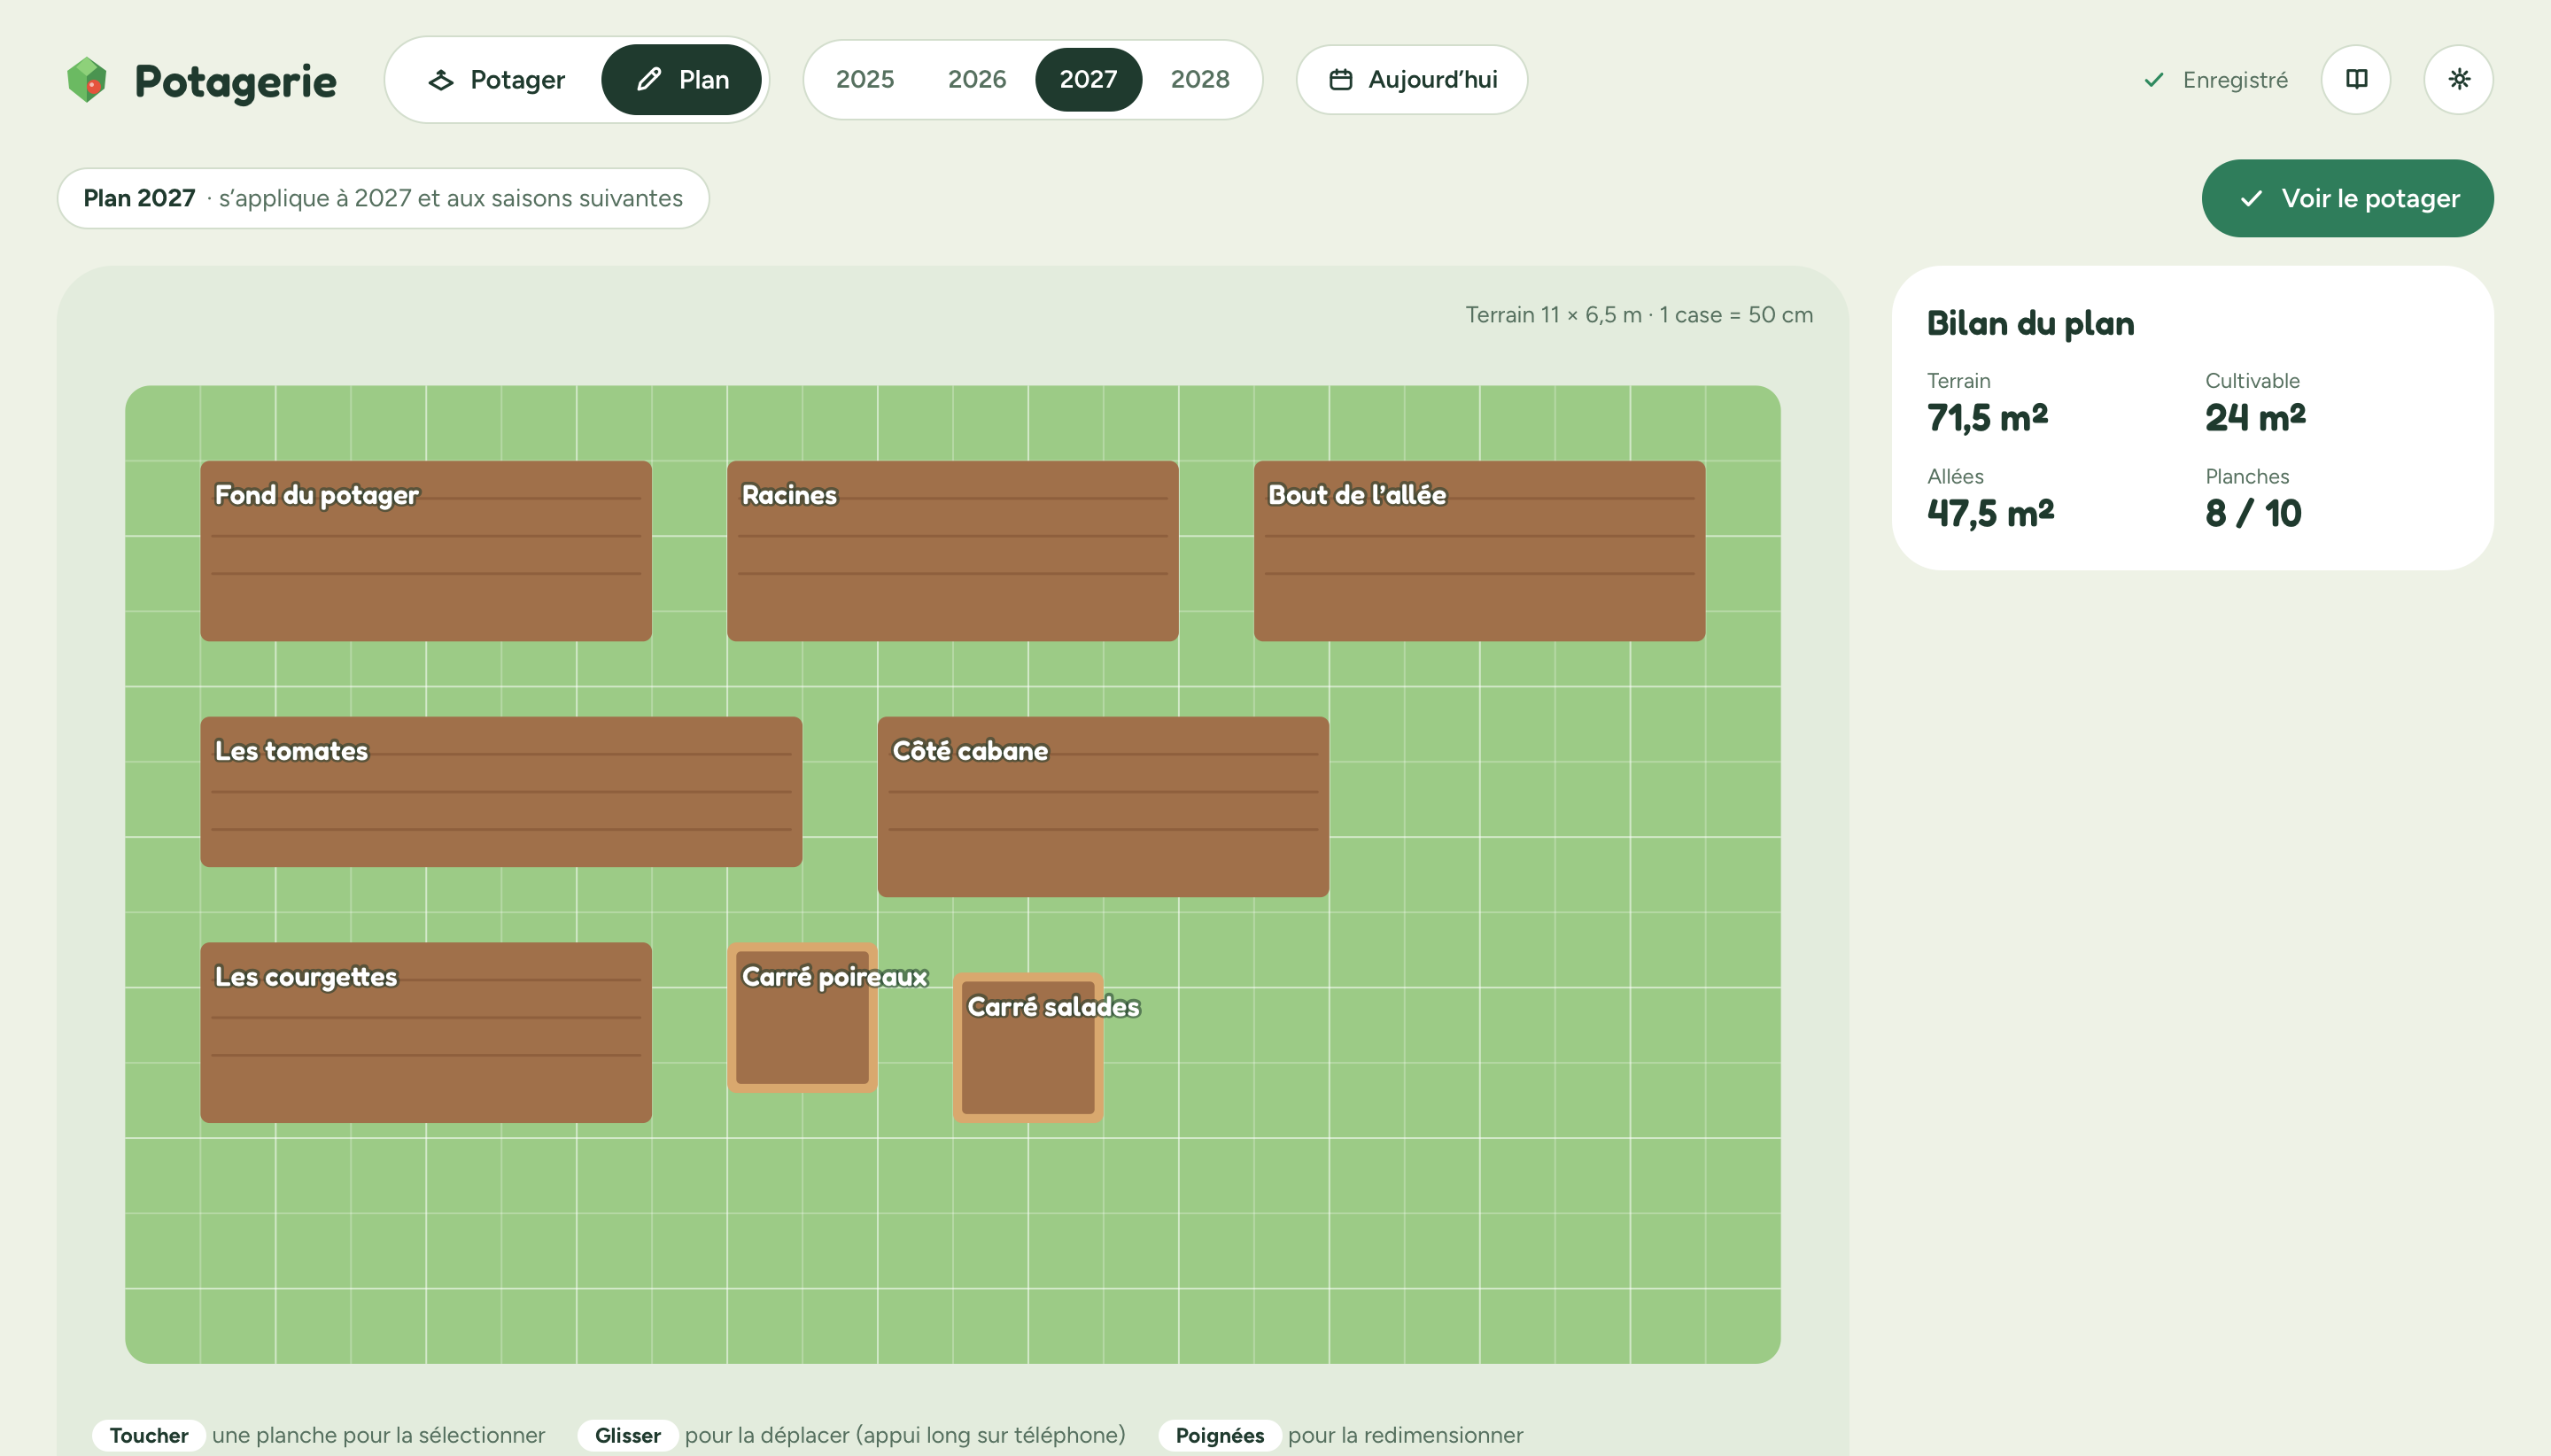 Potagerie
Potager
Plan
2025 2026 2027 2028
Aujourd’hui
Enregistré
Plan 2027 · s’applique à 2027 et aux saisons suivantes
Voir le potager
Terrain 11 × 6,5 m · 1 case = 50 cm
Fond du potager
Racines
Bout de l’allée
Les tomates
Côté cabane
Les courgettes
Carré poireaux
Carré salades
Toucher une planche pour la sélectionner
Glisser pour la déplacer (appui long sur téléphone)
Poignées pour la redimensionner
Bilan du plan
Terrain
71,5 m²
Cultivable
24 m²
Allées
47,5 m²
Planches
8 / 10